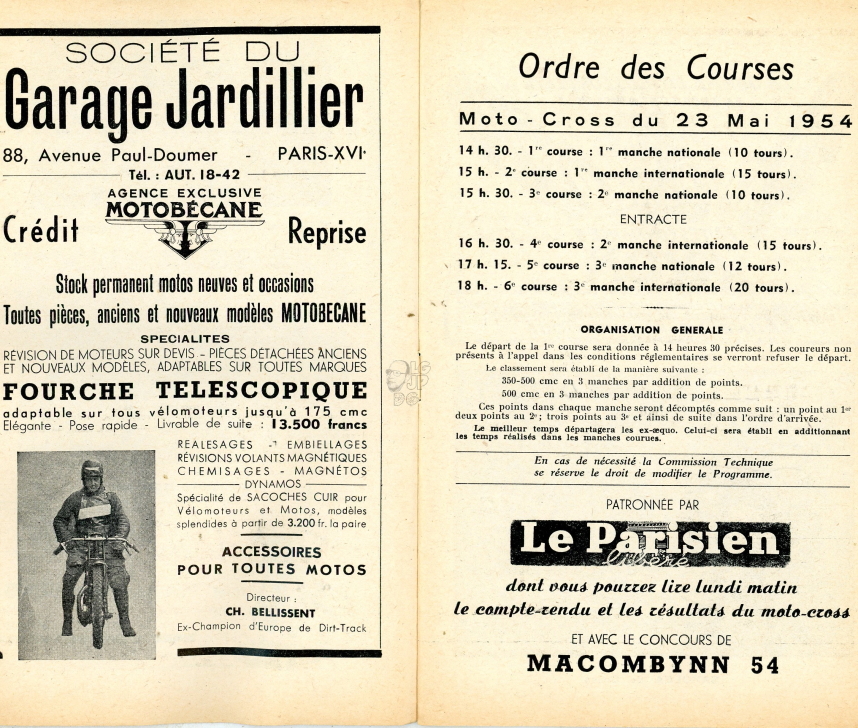 SOCIÉTÉ DU
Garage Jardillier
88, Avenue Paul-Doumer - PARIS-XVIe
Tél. : AUT. 18-42
AGENCE EXCLUSIVE
MOTOBÉCANE
Crédit Reprise
Stock permanent motos neuves et occasions
Toutes pièces, anciens et nouveaux modèles MOTOBECANE
SPECIALITES
RÉVISION DE MOTEURS SUR DEVIS - PIÈCES DÉTACHÉES ANCIENS
ET NOUVEAUX MODÈLES, ADAPTABLES SUR TOUTES MARQUES
FOURCHE TELESCOPIQUE
adaptable sur tous vélomoteurs jusqu'à 175 cmc
Elégante - Pose rapide - Livrable de suite : 13.500 francs
REALESAGES - EMBIELLAGES
RÉVISIONS VOLANTS MAGNÉTIQUES
CHEMISAGES - MAGNÉTOS
DYNAMOS
Spécialité de SACOCHES CUIR pour
Vélomoteurs et Motos, modèles
splendides à partir de 3.200 fr. la paire
ACCESSOIRES
POUR TOUTES MOTOS
Directeur :
CH. BELLISSENT
Ex-Champion d'Europe de Dirt-Track
Ordre des Courses
Moto-Cross du 23 Mai 1954
14 h. 30. - 1re course : 1re manche nationale (10 tours).
15 h. - 2e course : 1re manche internationale (15 tours).
15 h. 30. - 3e course : 2e manche nationale (10 tours).
ENTRACTE
16 h. 30. - 4e course : 2e manche internationale (15 tours).
17 h. 15. - 5e course : 3e manche nationale (12 tours).
18 h. - 6e course : 3e manche internationale (20 tours).
ORGANISATION GENERALE
Le départ de la 1re course sera donnée à 14 heures 30 précises. Les coureurs non
présents à l'appel dans les conditions réglementaires se verront refuser le départ.
Le classement sera établi de la manière suivante :
350-500 cmc en 3 manches par addition de points.
500 cmc en 3 manches par addition de points.
Ces points dans chaque manche seront décomptés comme suit : un point au 1er
deux points au 2e; trois points au 3e et ainsi de suite dans l'ordre d'arrivée.
Le meilleur temps départagera les ex-æquo. Celui-ci sera établi en additionnant
les temps réalisés dans les manches courues.
En cas de nécessité la Commission Technique
se réserve le droit de modifier le Programme.
PATRONNÉE PAR
Le Parisien
libéré
dont vous pourrez lire lundi matin
le compte-rendu et les résultats du moto-cross
ET AVEC LE CONCOURS DE
MACOMBYNN 54